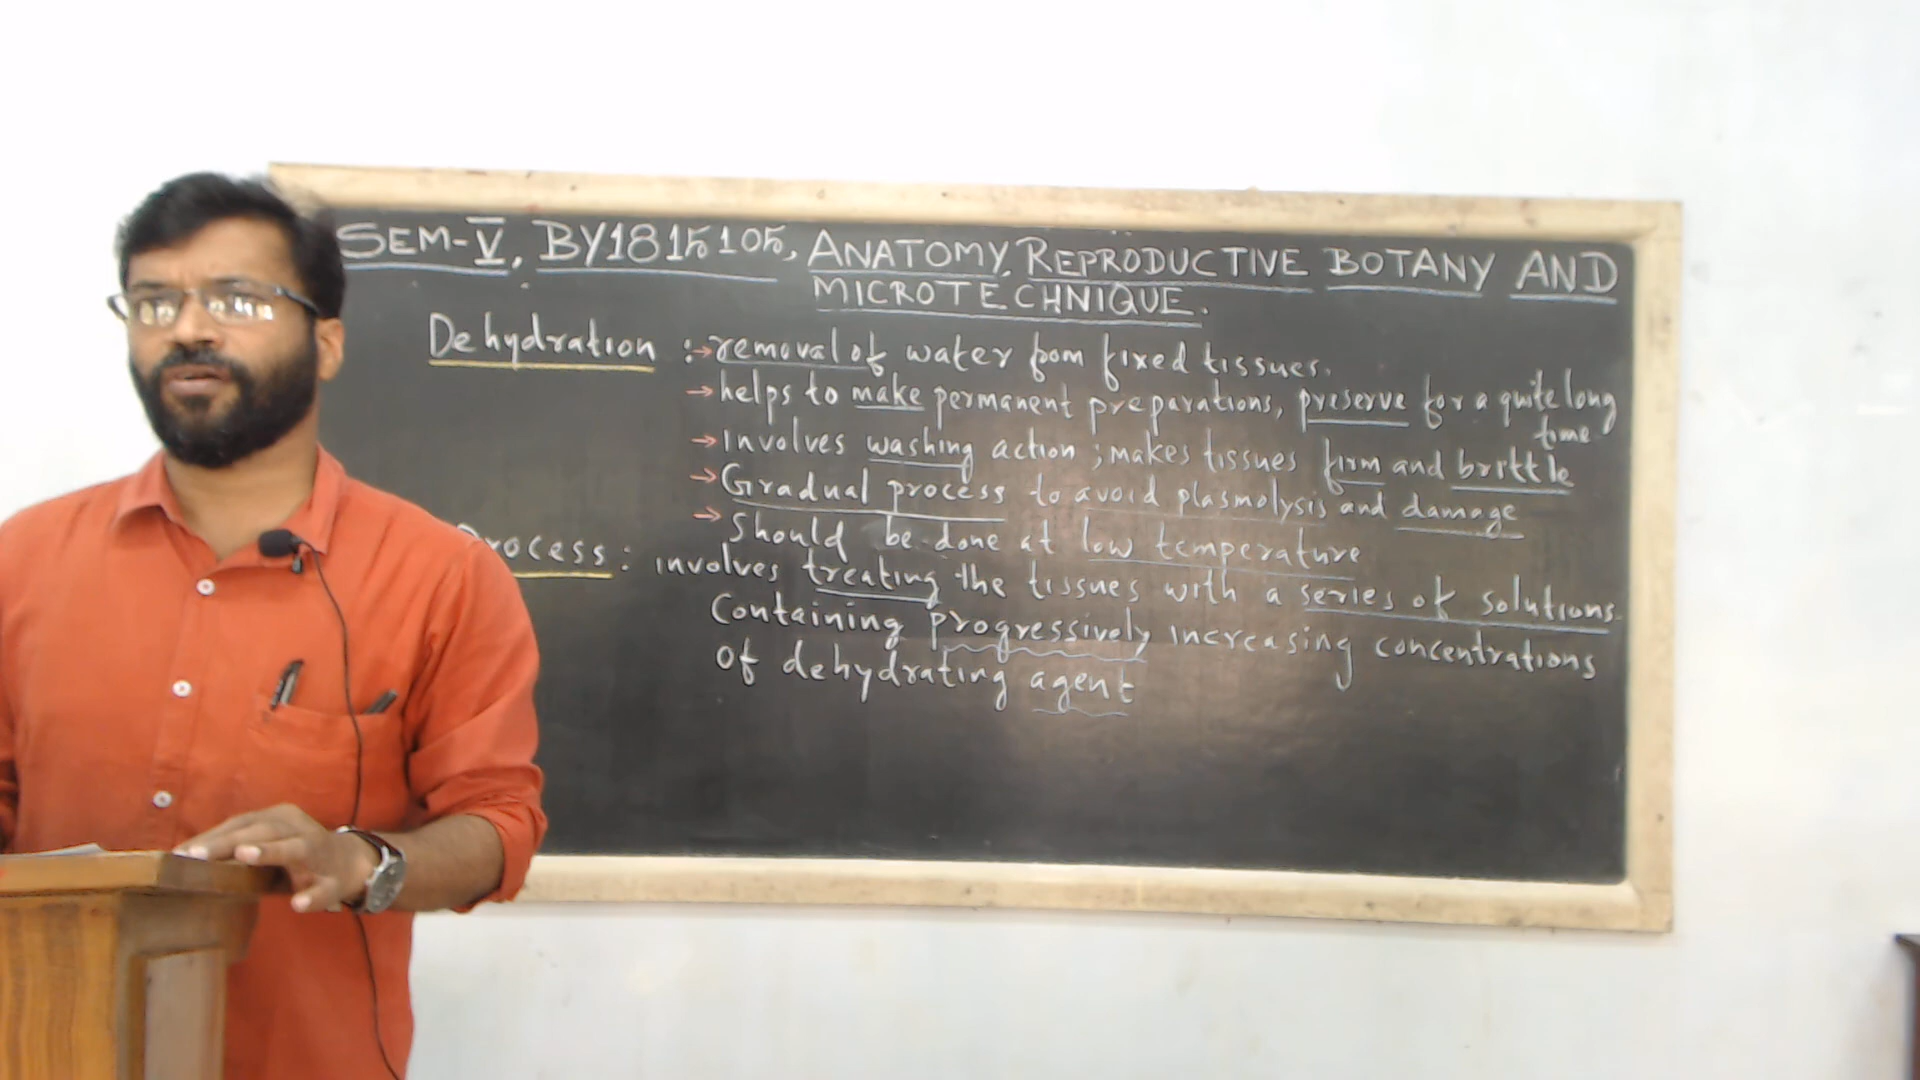 SEM-V, BY1815105, ANATOMY, REPRODUCTIVE BOTANY AND
MICROTECHNIQUE.
Dehydration :→ removal of water from fixed tissues.
→ helps to make permanent preparations, preserve for a quite long
time
→ Involves washing action ; makes tissues firm and brittle
→ Gradual process to avoid plasmolysis and damage
→ Should be done at low temperature
Process : involves treating the tissues with a series of solutions
Containing progressively increasing concentrations
of dehydrating agent